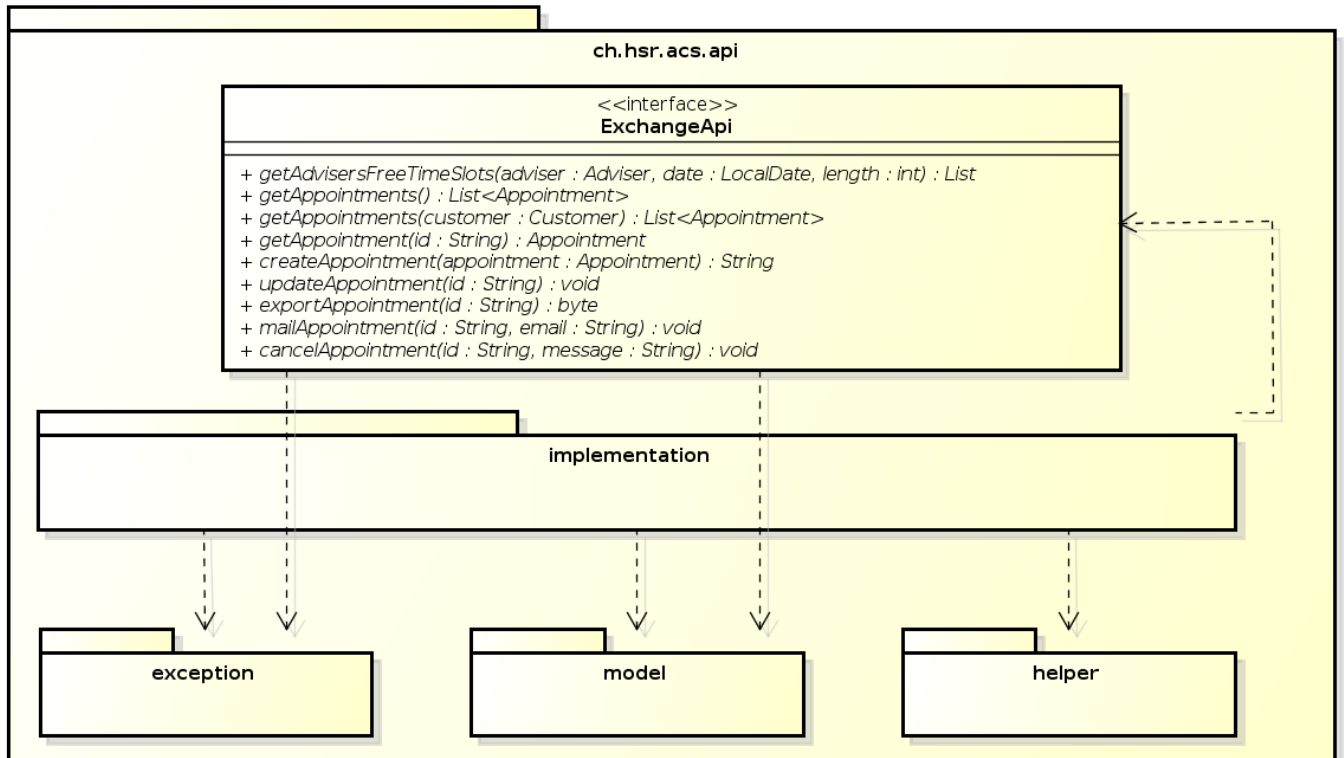 ch.hsr.acs.api
<<interface>>
ExchangeApi
+ getAdvisersFreeTimeSlots(adviser : Adviser, date : LocalDate, length : int) : List
+ getAppointments() : List<Appointment>
+ getAppointments(customer : Customer) : List<Appointment>
+ getAppointment(id : String) : Appointment
+ createAppointment(appointment : Appointment) : String
+ updateAppointment(id : String) : void
+ exportAppointment(id : String) : byte
+ mailAppointment(id : String, email : String) : void
+ cancelAppointment(id : String, message : String) : void
implementation
exception
model
helper